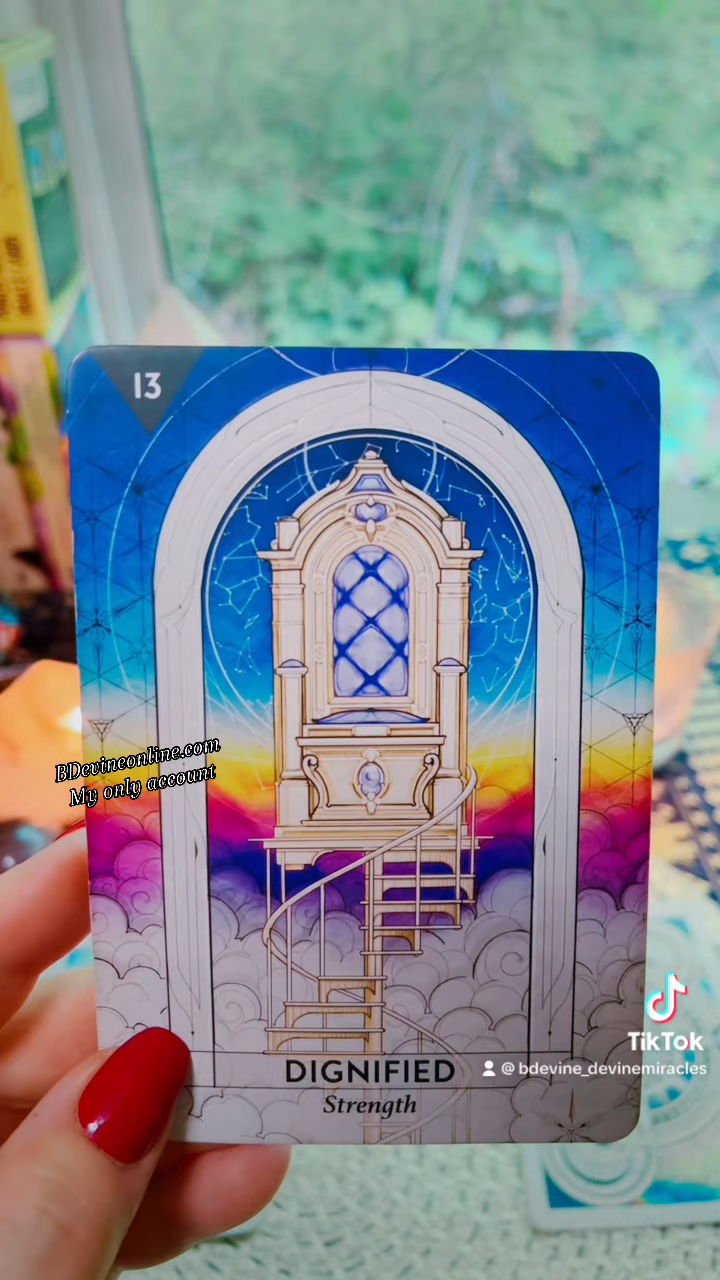 13
BDevineonline.com
My only account
TikTok
@ bdevine_devinemiracles
DIGNIFIED
Strength